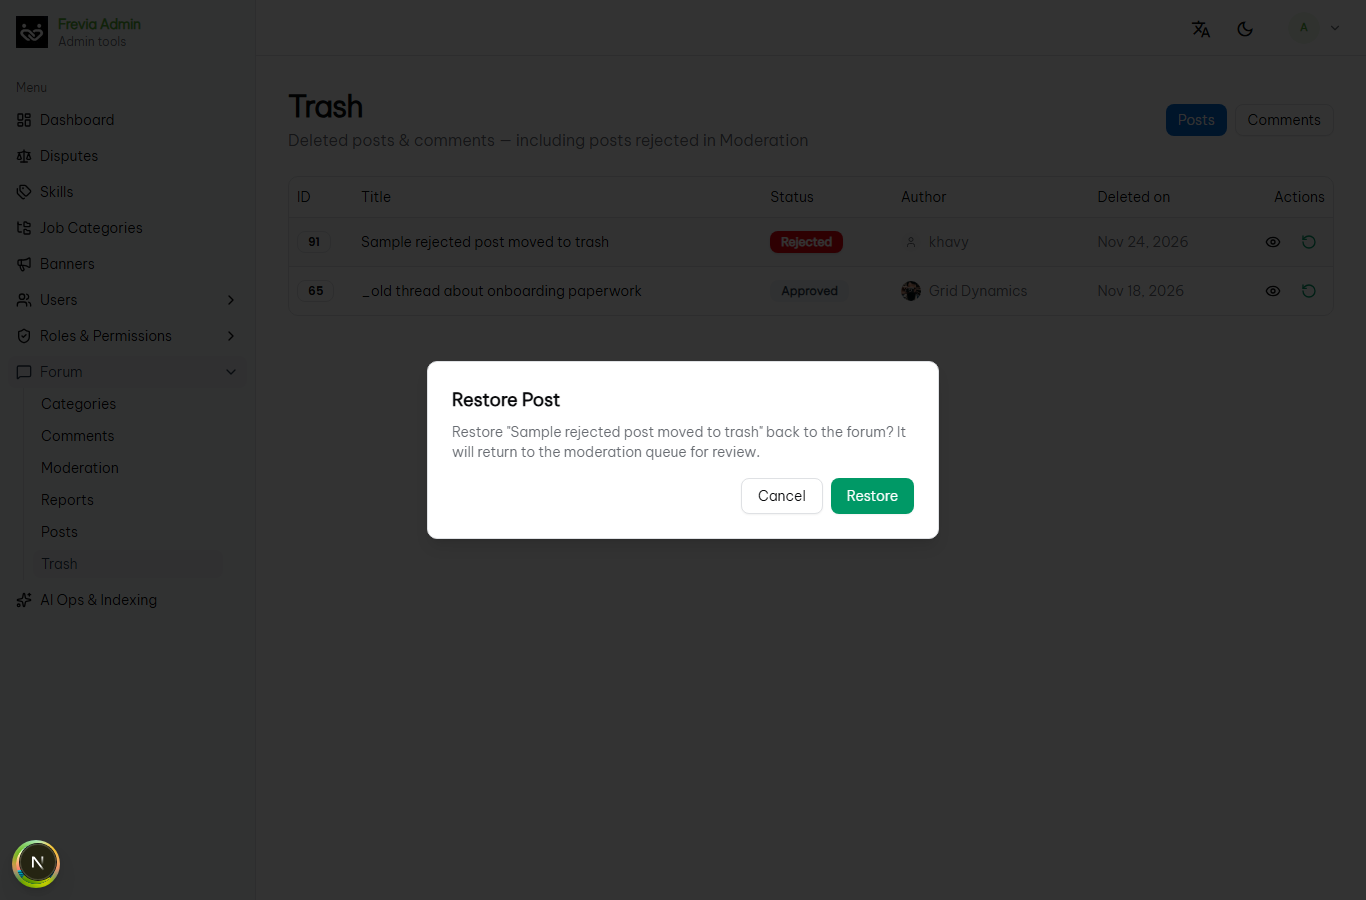 Frevia Admin
Admin tools
A
Menu
Dashboard
Disputes
Skills
Job Categories
Banners
Users
Roles & Permissions
Forum
Categories
Comments
Moderation
Reports
Posts
Trash
AI Ops & Indexing
N
Trash
Deleted posts & comments — including posts rejected in Moderation
Posts Comments
ID Title Status Author Deleted on Actions
91 Sample rejected post moved to trash Rejected khavy Nov 24, 2026
65 _old thread about onboarding paperwork Approved Grid Dynamics Nov 18, 2026
Restore Post
Restore "Sample rejected post moved to trash" back to the forum? It
will return to the moderation queue for review.
Cancel Restore